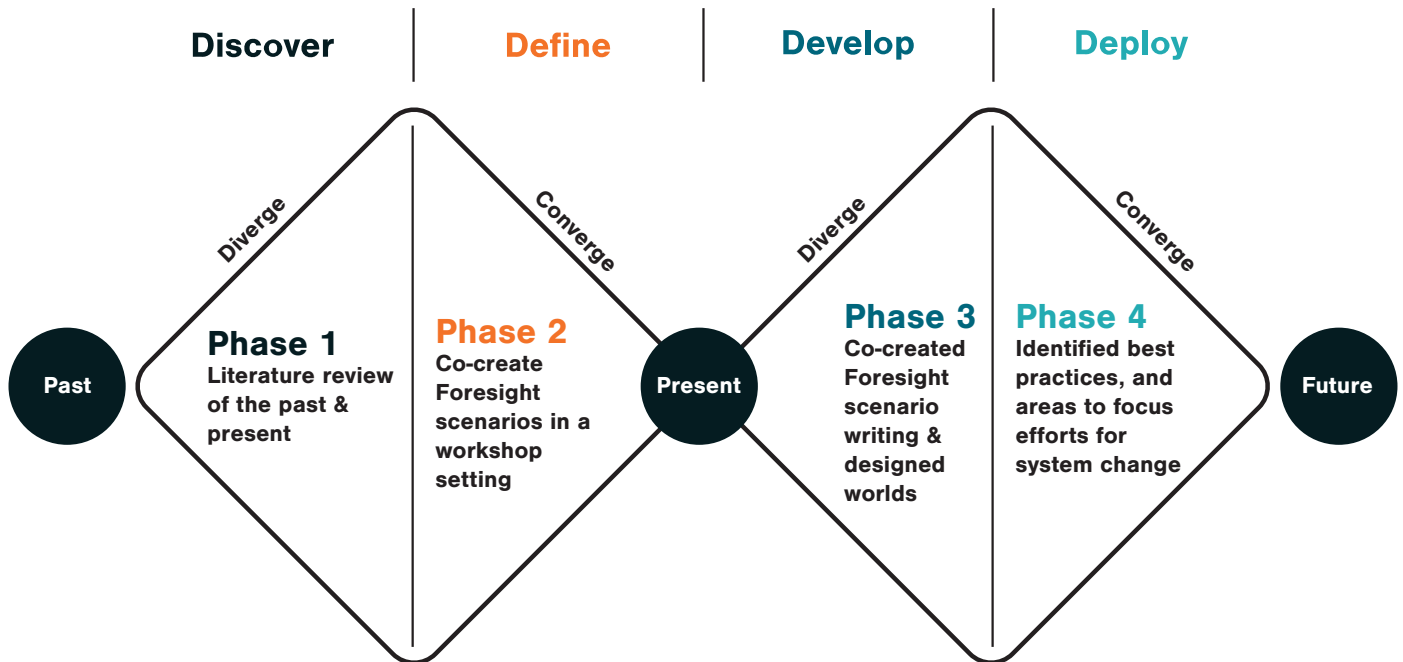 Discover
Define
Develop
Deploy
Diverge
Converge
Diverge
Converge
Past
Phase 1
Literature review
of the past &
present
Phase 2
Co-create
Foresight
scenarios in a
workshop
setting
Present
Phase 3
Co-created
Foresight
scenario
writing &
designed
worlds
Phase 4
Identified best
practices, and
areas to focus
efforts for
system change
Future